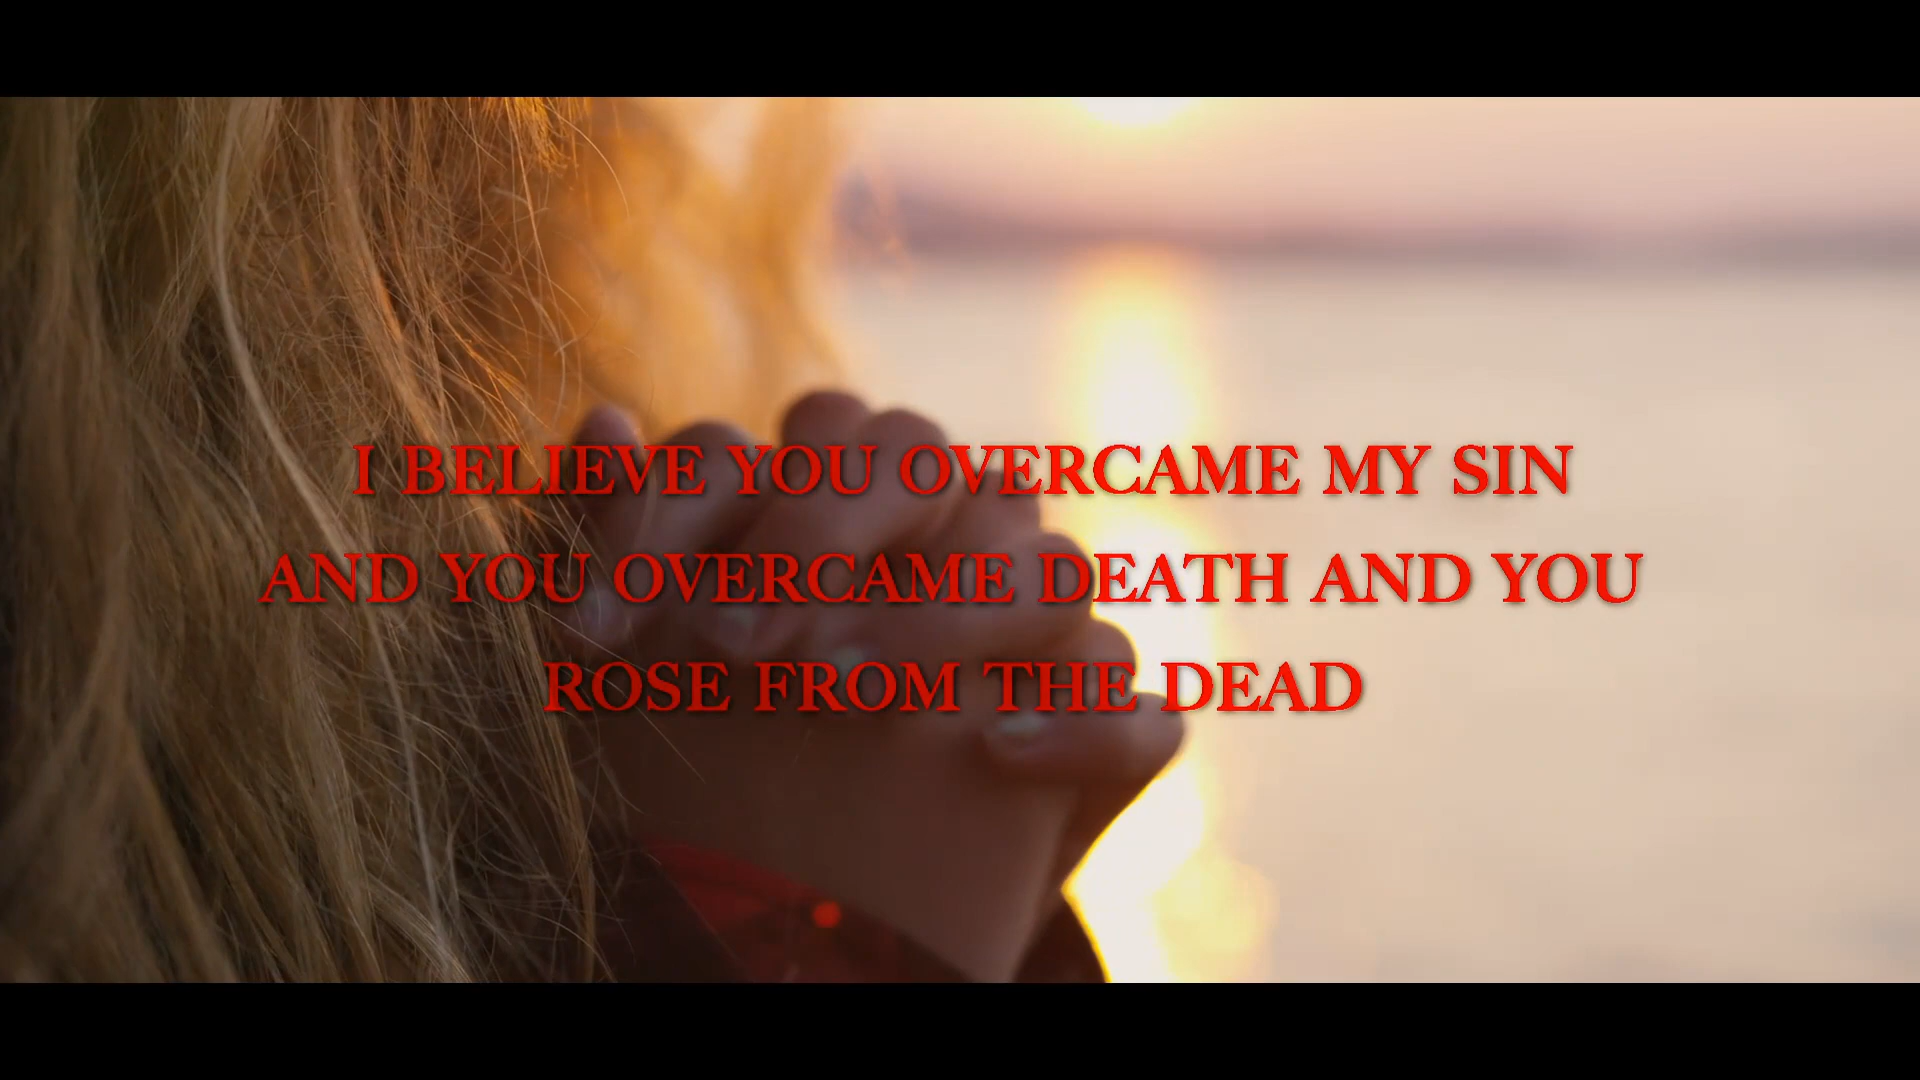 I BELIEVE YOU OVERCAME MY SIN
AND YOU OVERCAME DEATH AND YOU
ROSE FROM THE DEAD